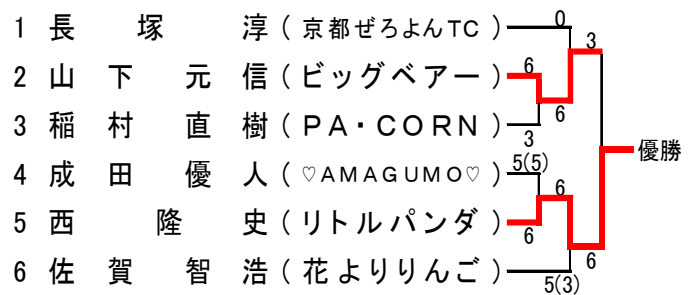 1 長塚 淳 ( 京都ぜろよんTC ) 0
3
2 山下元信 ( ビッグベアー ) 6
6
3 稲村直樹 ( PA・CORN ) 3
優勝
4 成田優人 ( ♡AMAGUMO♡ ) 5(5)
6
5 西 隆史 ( リトルパンダ ) 6
6
6 佐賀智浩 ( 花よりりんご ) 5(3)